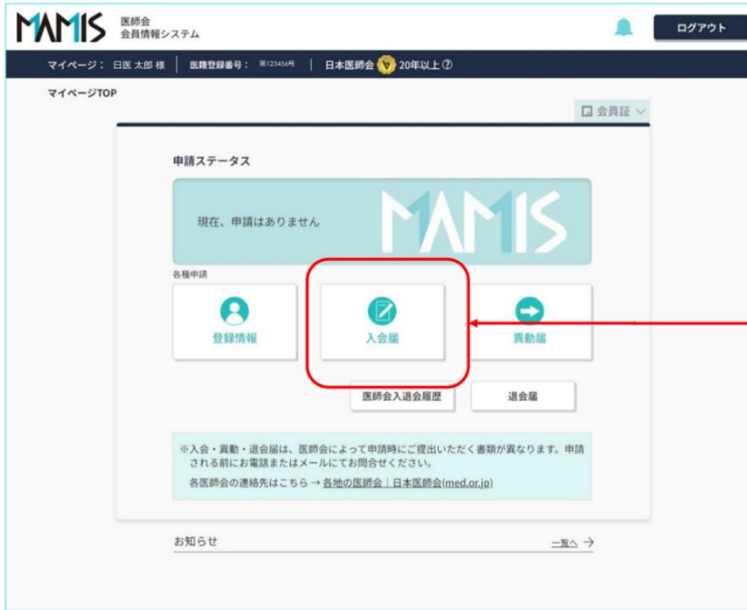 MAMIS 医師会
会員情報システム
ログアウト
マイページ： 日医 太郎 様 | 医籍登録番号： 第123456号 | 日本医師会 20年以上 ?
マイページTOP
会員証
申請ステータス
現在、申請はありません
MAMIS
各種申請
登録情報
入会届
異動届
医師会入退会履歴
退会届
※入会・異動・退会届は、医師会によって申請時にご提出いただく書類が異なります。申請
される前にお電話またはメールにてお問合せください。
各医師会の連絡先はこちら → 各地の医師会｜日本医師会(med.or.jp)
お知らせ
一覧へ →